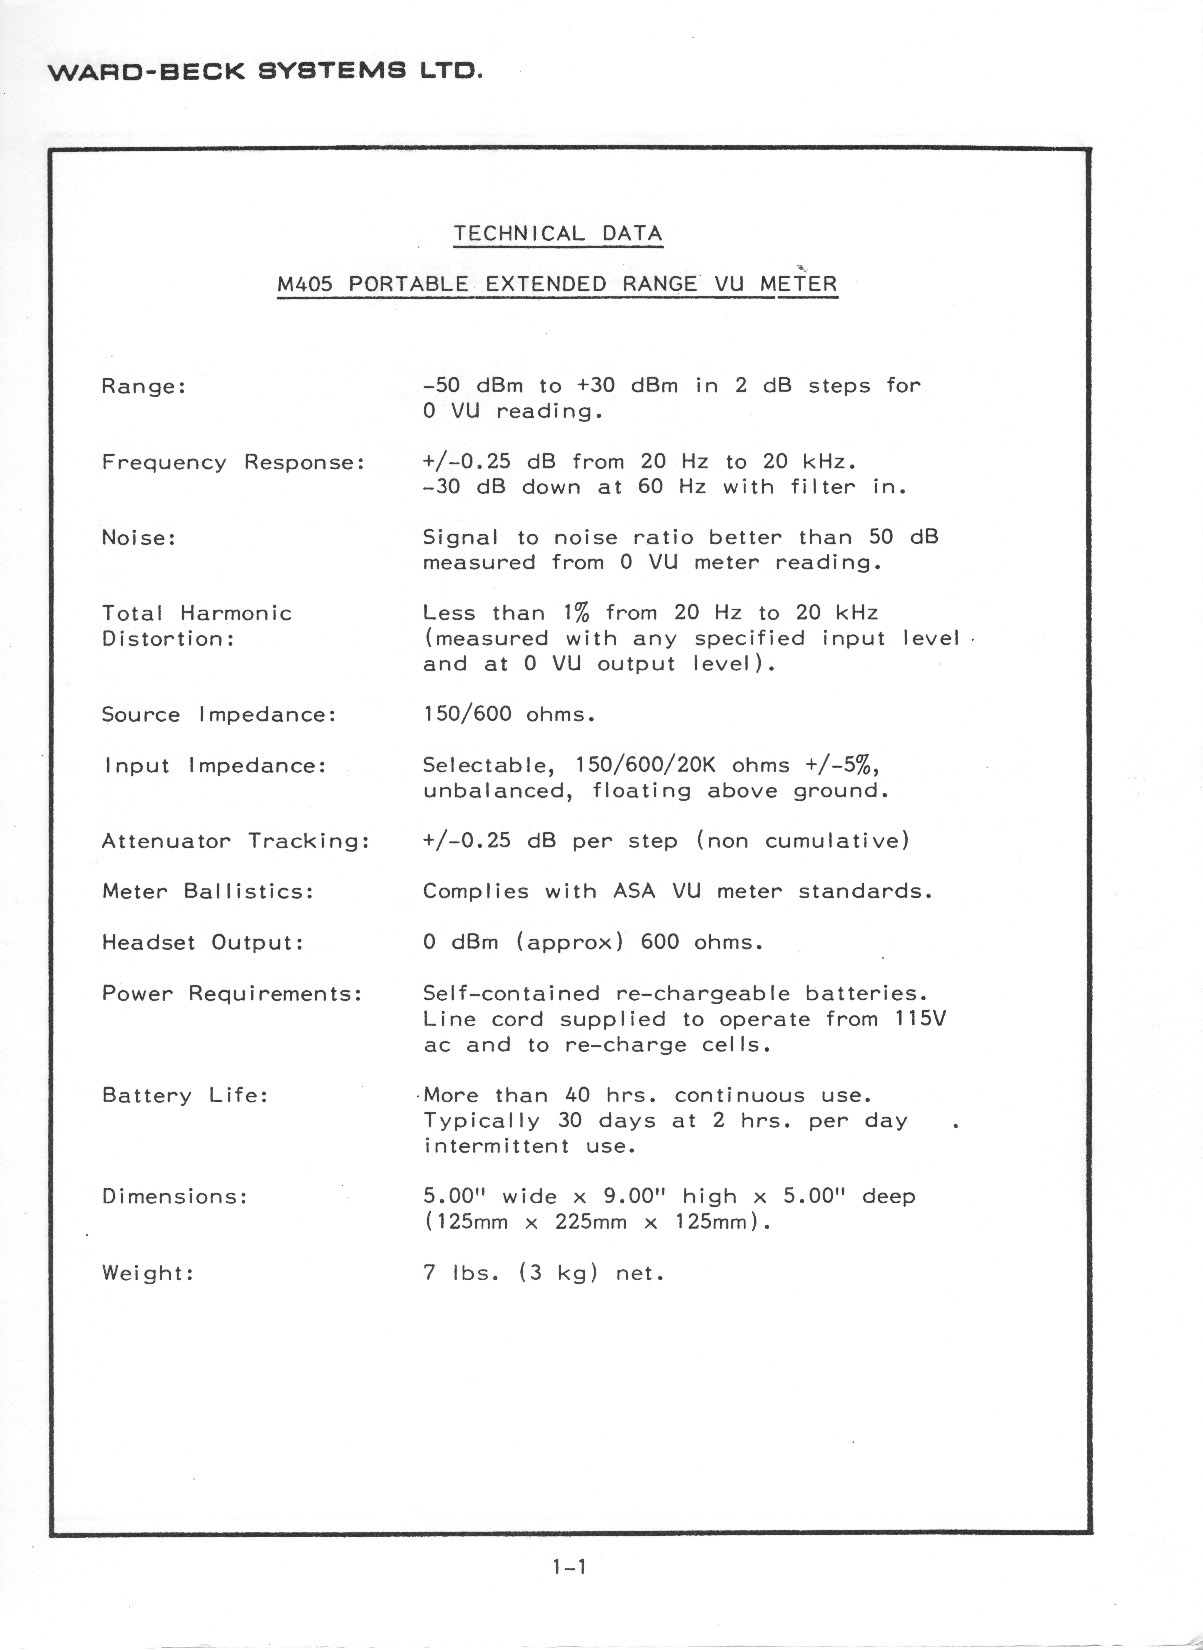 WARD-BECK SYSTEMS LTD.
TECHNICAL DATA
M405 PORTABLE EXTENDED RANGE VU METER
Range: -50 dBm to +30 dBm in 2 dB steps for
0 VU reading.
Frequency Response: +/-0.25 dB from 20 Hz to 20 kHz.
-30 dB down at 60 Hz with filter in.
Noise: Signal to noise ratio better than 50 dB
measured from 0 VU meter reading.
Total Harmonic Less than 1% from 20 Hz to 20 kHz
Distortion: (measured with any specified input level
and at 0 VU output level).
Source Impedance: 150/600 ohms.
Input Impedance: Selectable, 150/600/20K ohms +/-5%,
unbalanced, floating above ground.
Attenuator Tracking: +/-0.25 dB per step (non cumulative)
Meter Ballistics: Complies with ASA VU meter standards.
Headset Output: 0 dBm (approx) 600 ohms.
Power Requirements: Self-contained re-chargeable batteries.
Line cord supplied to operate from 115V
ac and to re-charge cells.
Battery Life: More than 40 hrs. continuous use.
Typically 30 days at 2 hrs. per day
intermittent use.
Dimensions: 5.00" wide x 9.00" high x 5.00" deep
(125mm x 225mm x 125mm).
Weight: 7 lbs. (3 kg) net.
1-1